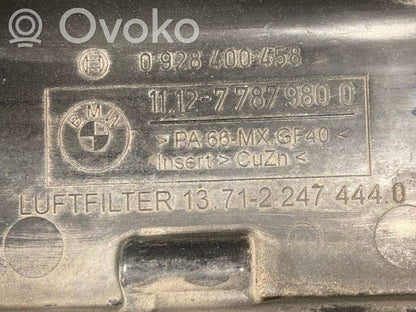 Ovoko
0 928 400 458
BMW
11.12-7 787 980 0
> PA 66-MX GF40 <
Insert > CuZn <
LUFTFILTER 13.71-2 247 444.0